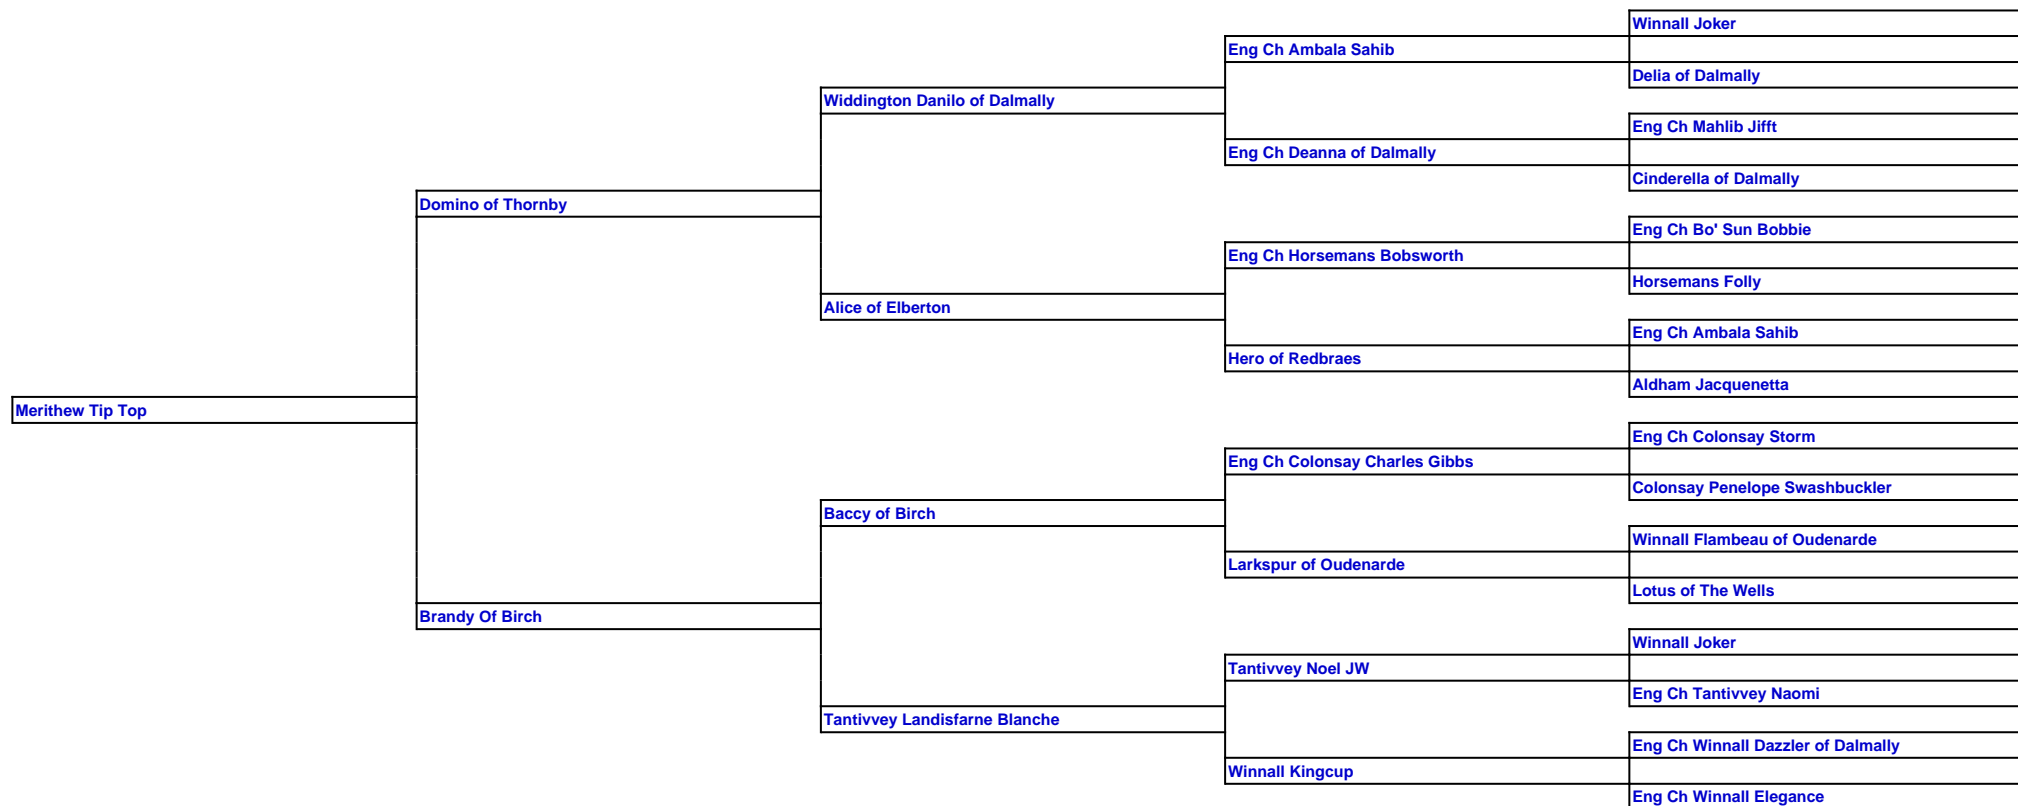 Winnall Joker
Eng Ch Ambala Sahib
Delia of Dalmally
Widdington Danilo of Dalmally
Eng Ch Mahlib Jifft
Eng Ch Deanna of Dalmally
Cinderella of Dalmally
Domino of Thornby
Eng Ch Bo' Sun Bobbie
Eng Ch Horsemans Bobsworth
Horsemans Folly
Alice of Elberton
Eng Ch Ambala Sahib
Hero of Redbraes
Aldham Jacquenetta
Merithew Tip Top
Eng Ch Colonsay Storm
Eng Ch Colonsay Charles Gibbs
Colonsay Penelope Swashbuckler
Baccy of Birch
Winnall Flambeau of Oudenarde
Larkspur of Oudenarde
Lotus of The Wells
Brandy Of Birch
Winnall Joker
Tantivvey Noel JW
Eng Ch Tantivvey Naomi
Tantivvey Landisfarne Blanche
Eng Ch Winnall Dazzler of Dalmally
Winnall Kingcup
Eng Ch Winnall Elegance